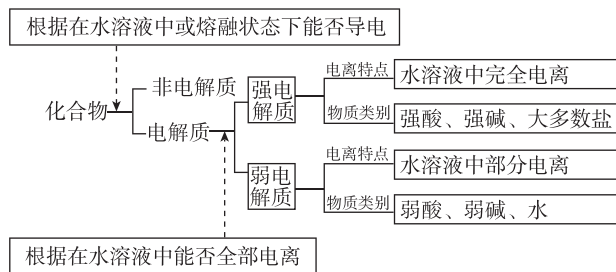 根据在水溶液中或熔融状态下能否导电
化合物
非电解质
电解质
强电
解质
电离特点
水溶液中完全电离
物质类别
强酸、强碱、大多数盐
弱电
解质
电离特点
水溶液中部分电离
物质类别
弱酸、弱碱、水
根据在水溶液中能否全部电离